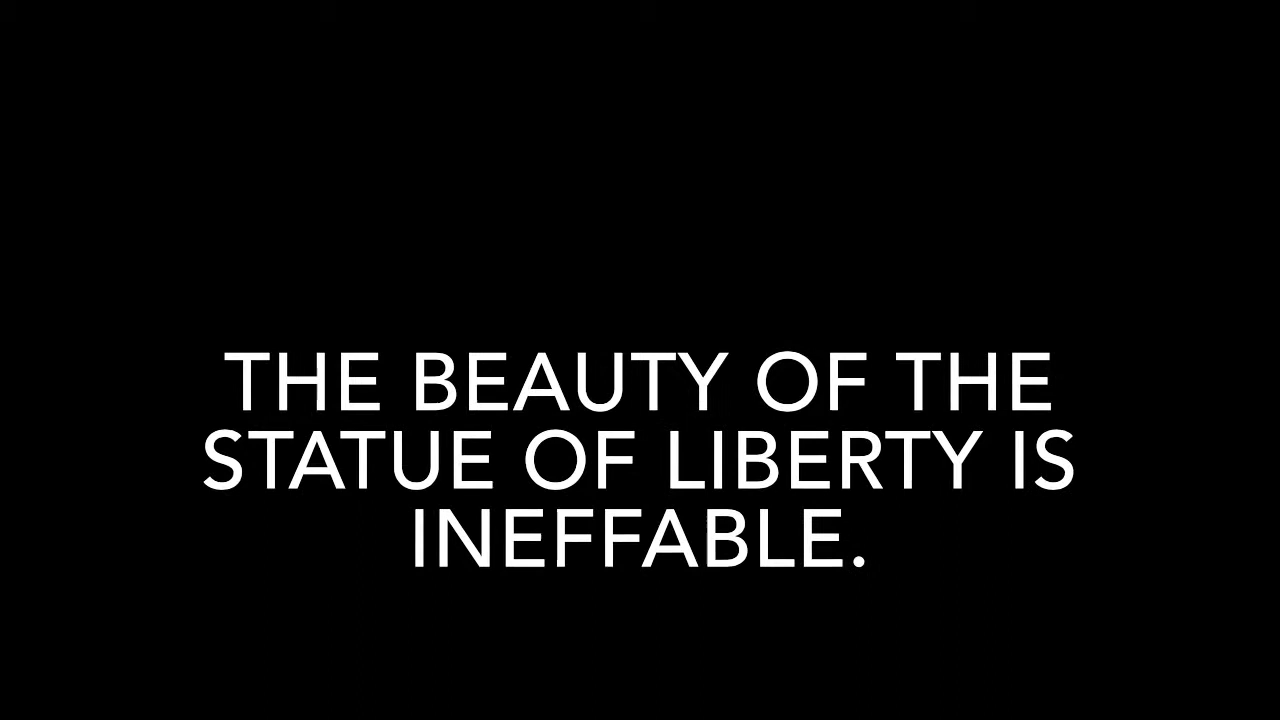 THE BEAUTY OF THE
STATUE OF LIBERTY IS
INEFFABLE.